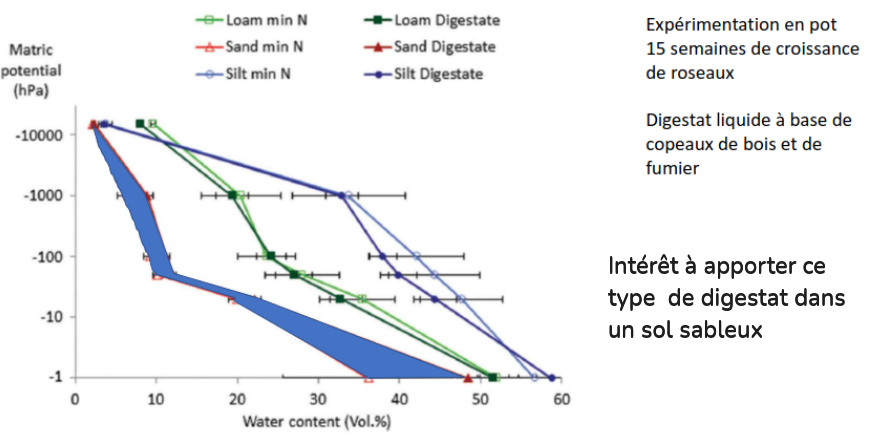 Loam min N
Loam Digestate
Sand min N
Sand Digestate
Silt min N
Silt Digestate
Matric
potential
(hPa)
-10000
-1000
-100
-10
-1
0 10 20 30 40 50 60
Water content (Vol.%)
Expérimentation en pot
15 semaines de croissance
de roseaux
Digestat liquide à base de
copeaux de bois et de
fumier
Intérêt à apporter ce
type de digestat dans
un sol sableux